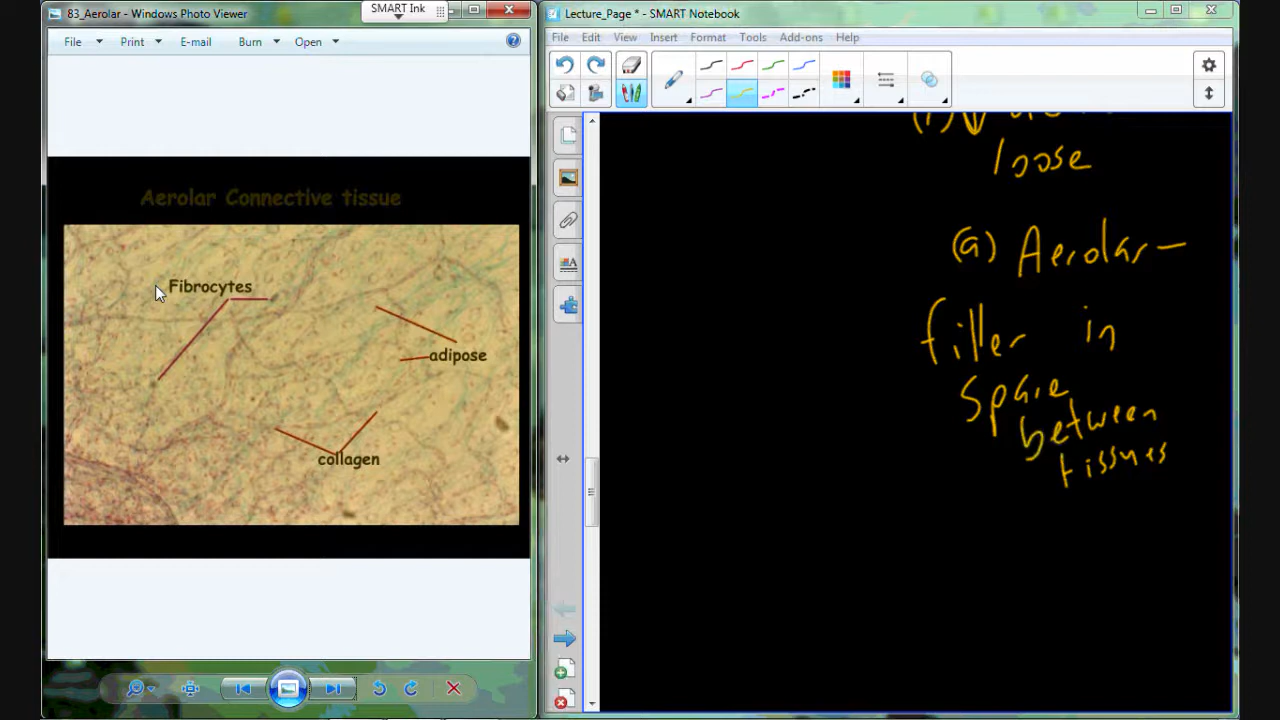 83_Aerolar - Windows Photo Viewer
SMART Ink
File Print E-mail Burn Open
Aerolar Connective tissue
Fibrocytes
adipose
collagen
Lecture_Page * - SMART Notebook
File Edit View Insert Format Tools Add-ons Help
loose
(a) Aerolar-
filler in
space
between
tissues